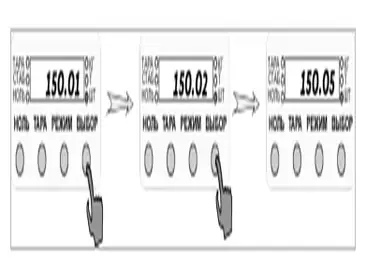 ТАРА
СТАБ
НОЛЬ
150.01
КГ
ШТ
НОЛЬ ТАРА РЕЖИМ ВЫБОР
ТАРА
СТАБ
НОЛЬ
150.02
КГ
ШТ
НОЛЬ ТАРА РЕЖИМ ВЫБОР
ТАРА
СТАБ
НОЛЬ
150.05
КГ
ШТ
НОЛЬ ТАРА РЕЖИМ ВЫБОР